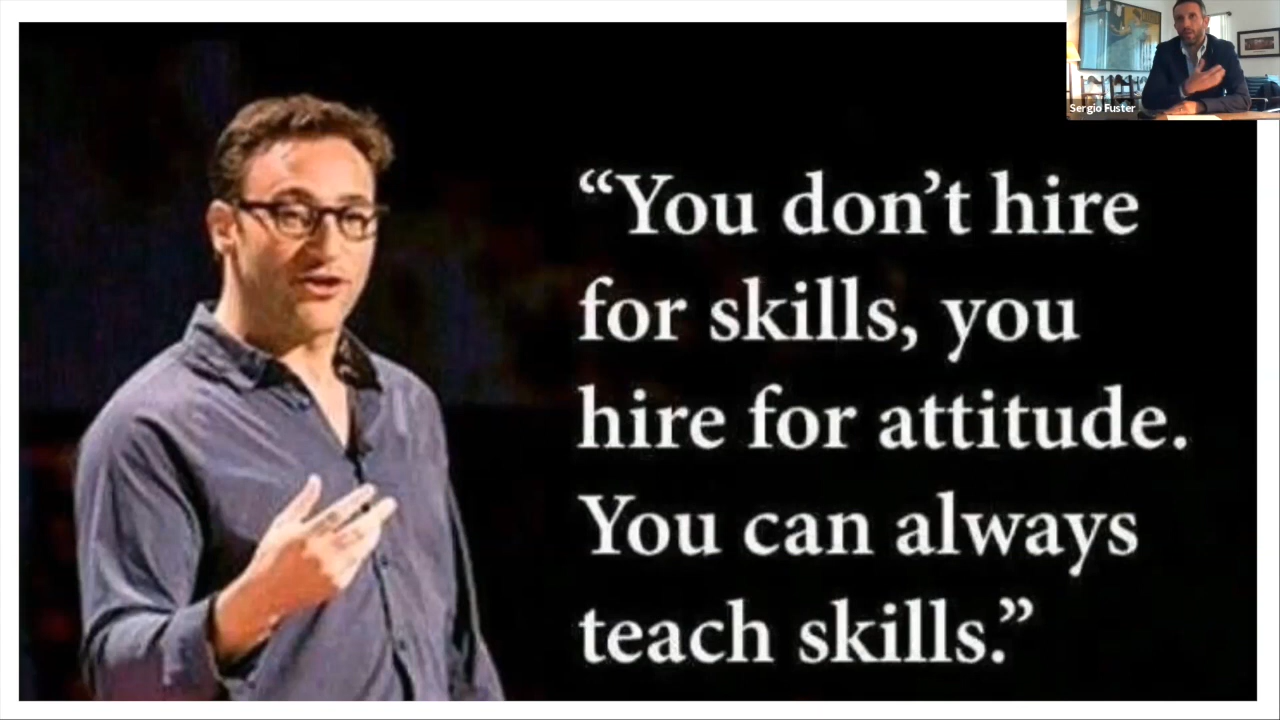 Sergio Fuster
“You don’t hire
for skills, you
hire for attitude.
You can always
teach skills.”